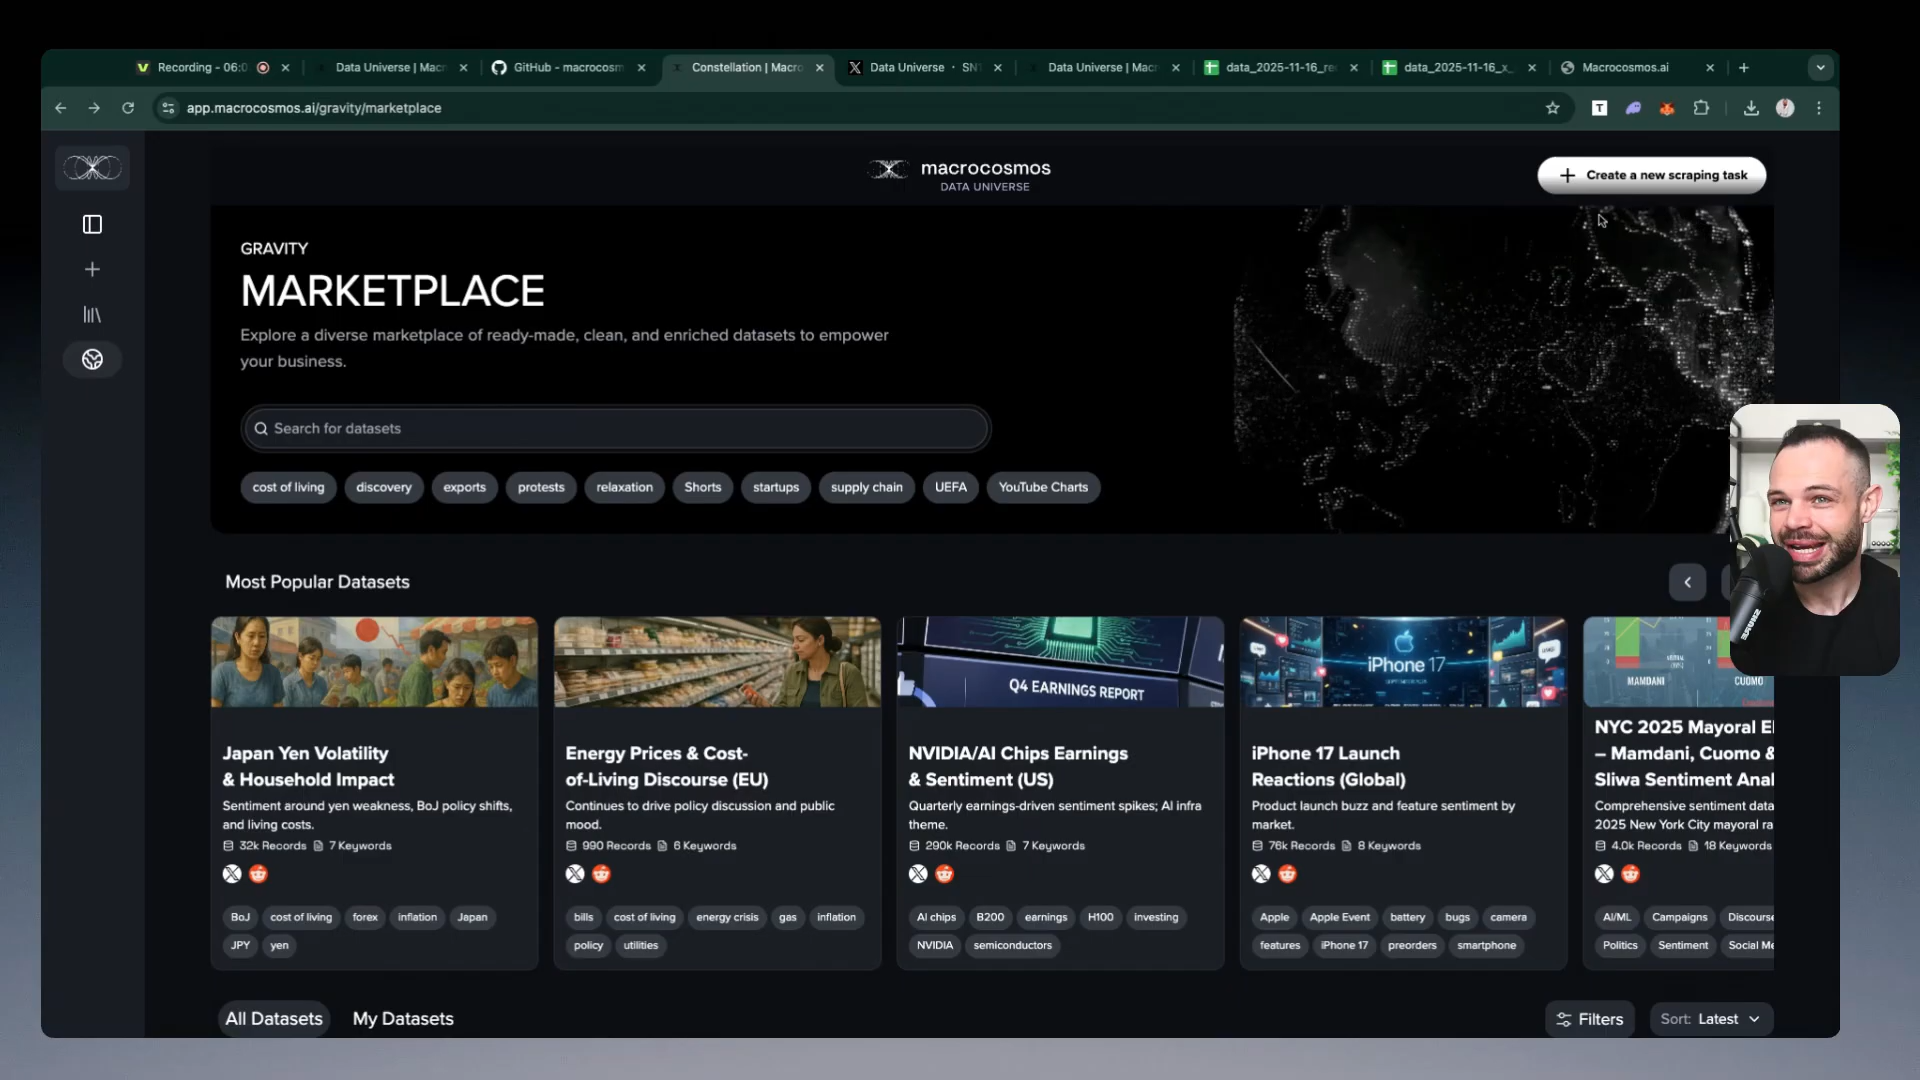 Recording - 06:0
Data Universe | Mac
GitHub - macrocosm
Constellation | Macro
Data Universe · SN1
Data Universe | Mac
data_2025-11-16_re
data_2025-11-16_x_
Macrocosmos.ai
app.macrocosmos.ai/gravity/marketplace
macrocosmos
DATA UNIVERSE
Create a new scraping task
GRAVITY
MARKETPLACE
Explore a diverse marketplace of ready-made, clean, and enriched datasets to empower
your business.
Search for datasets
cost of living discovery exports protests relaxation Shorts startups supply chain UEFA YouTube Charts
Most Popular Datasets
Q4 EARNINGS REPORT
iPhone 17
MAMDANI CUOMO
Japan Yen Volatility
& Household Impact
Sentiment around yen weakness, BoJ policy shifts,
and living costs.
32k Records 7 Keywords
BoJ cost of living forex inflation Japan
JPY yen
Energy Prices & Cost-
of-Living Discourse (EU)
Continues to drive policy discussion and public
mood.
990 Records 6 Keywords
bills cost of living energy crisis gas inflation
policy utilities
NVIDIA/AI Chips Earnings
& Sentiment (US)
Quarterly earnings-driven sentiment spikes; AI infra
theme.
290k Records 7 Keywords
AI chips B200 earnings H100 investing
NVIDIA semiconductors
iPhone 17 Launch
Reactions (Global)
Product launch buzz and feature sentiment by
market.
76k Records 8 Keywords
Apple Apple Event battery bugs camera
features iPhone 17 preorders smartphone
NYC 2025 Mayoral El
– Mamdani, Cuomo &
Sliwa Sentiment Anal
Comprehensive sentiment data
2025 New York City mayoral ra
4.0k Records 18 Keywords
AI/ML Campaigns Discourse
Politics Sentiment Social Me
All Datasets My Datasets
Filters
Sort: Latest